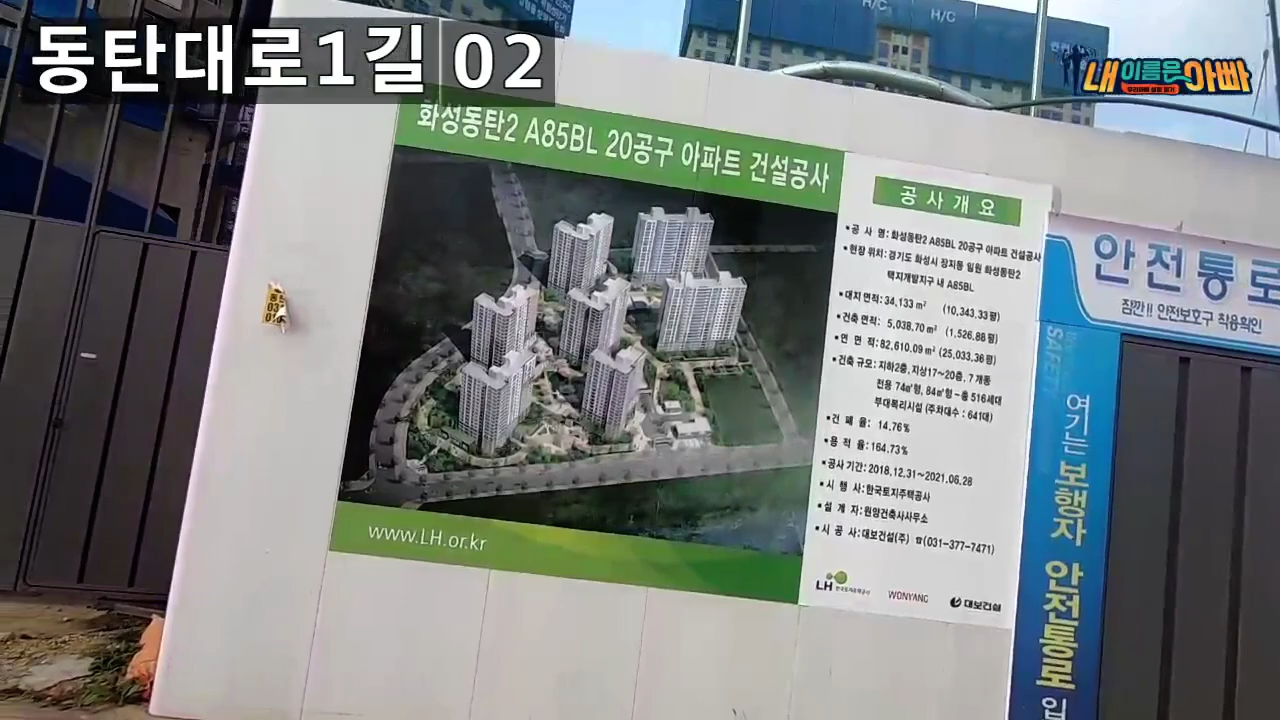 동탄대로1길 02
내 이름은 아빠
H/C
H/C
화성동탄2 A85BL 20공구 아파트 건설공사
공사개요
•공 사 명: 화성동탄2 A85BL 20공구 아파트 건설공사
•현장 위치: 경기도 화성시 장지동 일원 화성동탄2
택지개발지구 내 A85BL
•대지 면적: 34,133㎡ (10,343.33평)
•건축 면적: 5,038.70㎡ (1,526.88평)
•연 면 적: 82,610.09㎡ (25,033.36평)
•건축 규모: 지하2층, 지상17~20층, 7개동
전용 74㎡형, 84㎡형 - 총 516세대
부대복리시설 (주차대수 : 641대)
•건 폐 율: 14.76%
•용 적 율: 164.73%
•공사 기간: 2018.12.31~2021.06.28
•시 행 사: 한국토지주택공사
•설 계 자: 원양건축사사무소
•시 공 사: 대보건설(주) ☎(031-377-7471)
LH 한국토지주택공사 WONYANG 대보건설
www.LH.or.kr
안전통로
잠깐!! 안전보호구 착용확인
SAFETY
여기는 보행자 안전통로 입